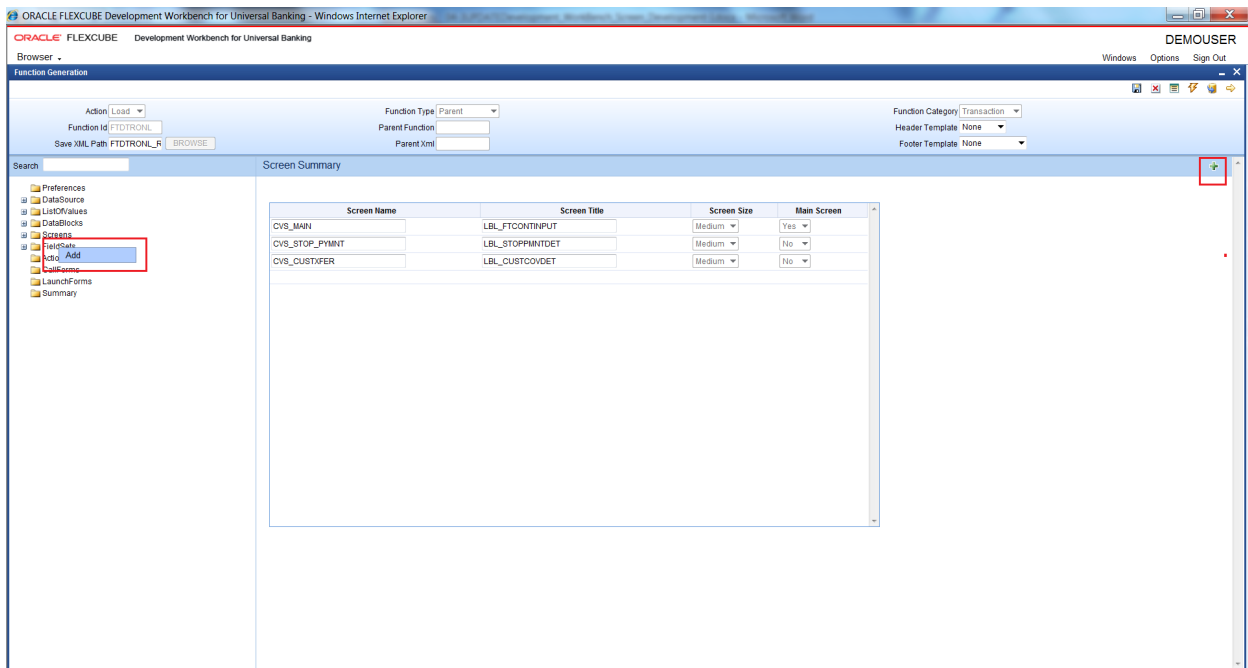 ORACLE FLEXCUBE Development Workbench for Universal Banking - Windows Internet Explorer
ORACLE FLEXCUBE Development Workbench for Universal Banking
DEMOUSER
Browser
Windows Options Sign Out
Function Generation
Action Load Function Type Parent Function Category Transaction
Function Id FTDTRONL Parent Function Header Template None
Save XML Path FTDTRONL_R BROWSE Parent Xml Footer Template None
Search
Screen Summary
Preferences
DataSource
ListOfValues
DataBlocks
Screens
FieldSets
Add
Actio
CallForms
LaunchForms
Summary
Screen Name Screen Title Screen Size Main Screen
CVS_MAIN LBL_FTCONTINPUT Medium Yes
CVS_STOP_PYMNT LBL_STOPPMNTDET Medium No
CVS_CUSTXFER LBL_CUSTCOVDET Medium No